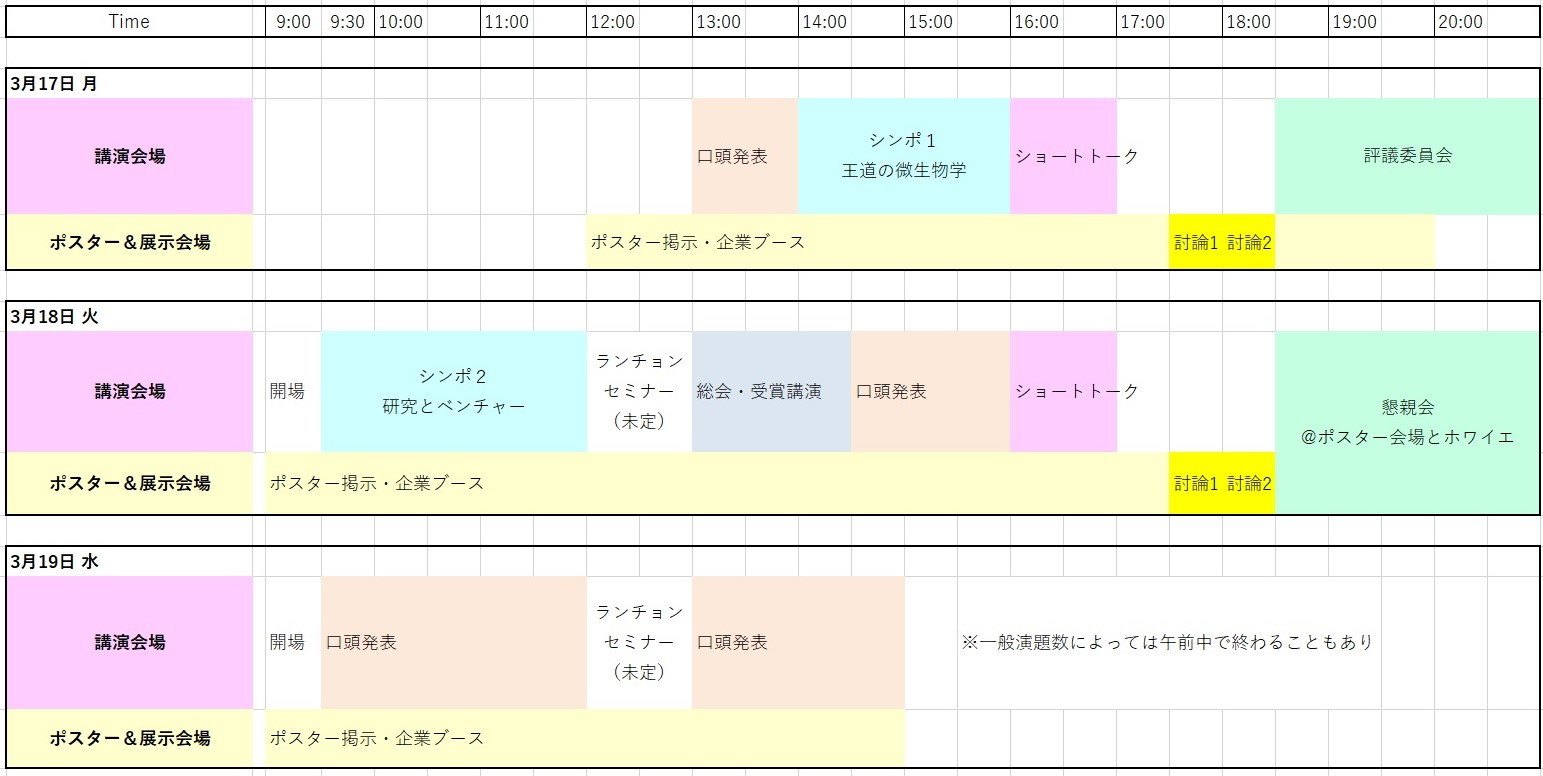 Time 9:00 9:30 10:00 11:00 12:00 13:00 14:00 15:00 16:00 17:00 18:00 19:00 20:00
3月17日 月
講演会場
口頭発表
シンポ１
王道の微生物学
ショートトーク
評議委員会
ポスター＆展示会場
ポスター掲示・企業ブース
討論1 討論2
3月18日 火
講演会場
開場
シンポ２
研究とベンチャー
ランチョン
セミナー
（未定）
総会・受賞講演
口頭発表
ショートトーク
懇親会
@ポスター会場とホワイエ
ポスター＆展示会場
ポスター掲示・企業ブース
討論1 討論2
3月19日 水
講演会場
開場
口頭発表
ランチョン
セミナー
（未定）
口頭発表
※一般演題数によっては午前中で終わることもあり
ポスター＆展示会場
ポスター掲示・企業ブース